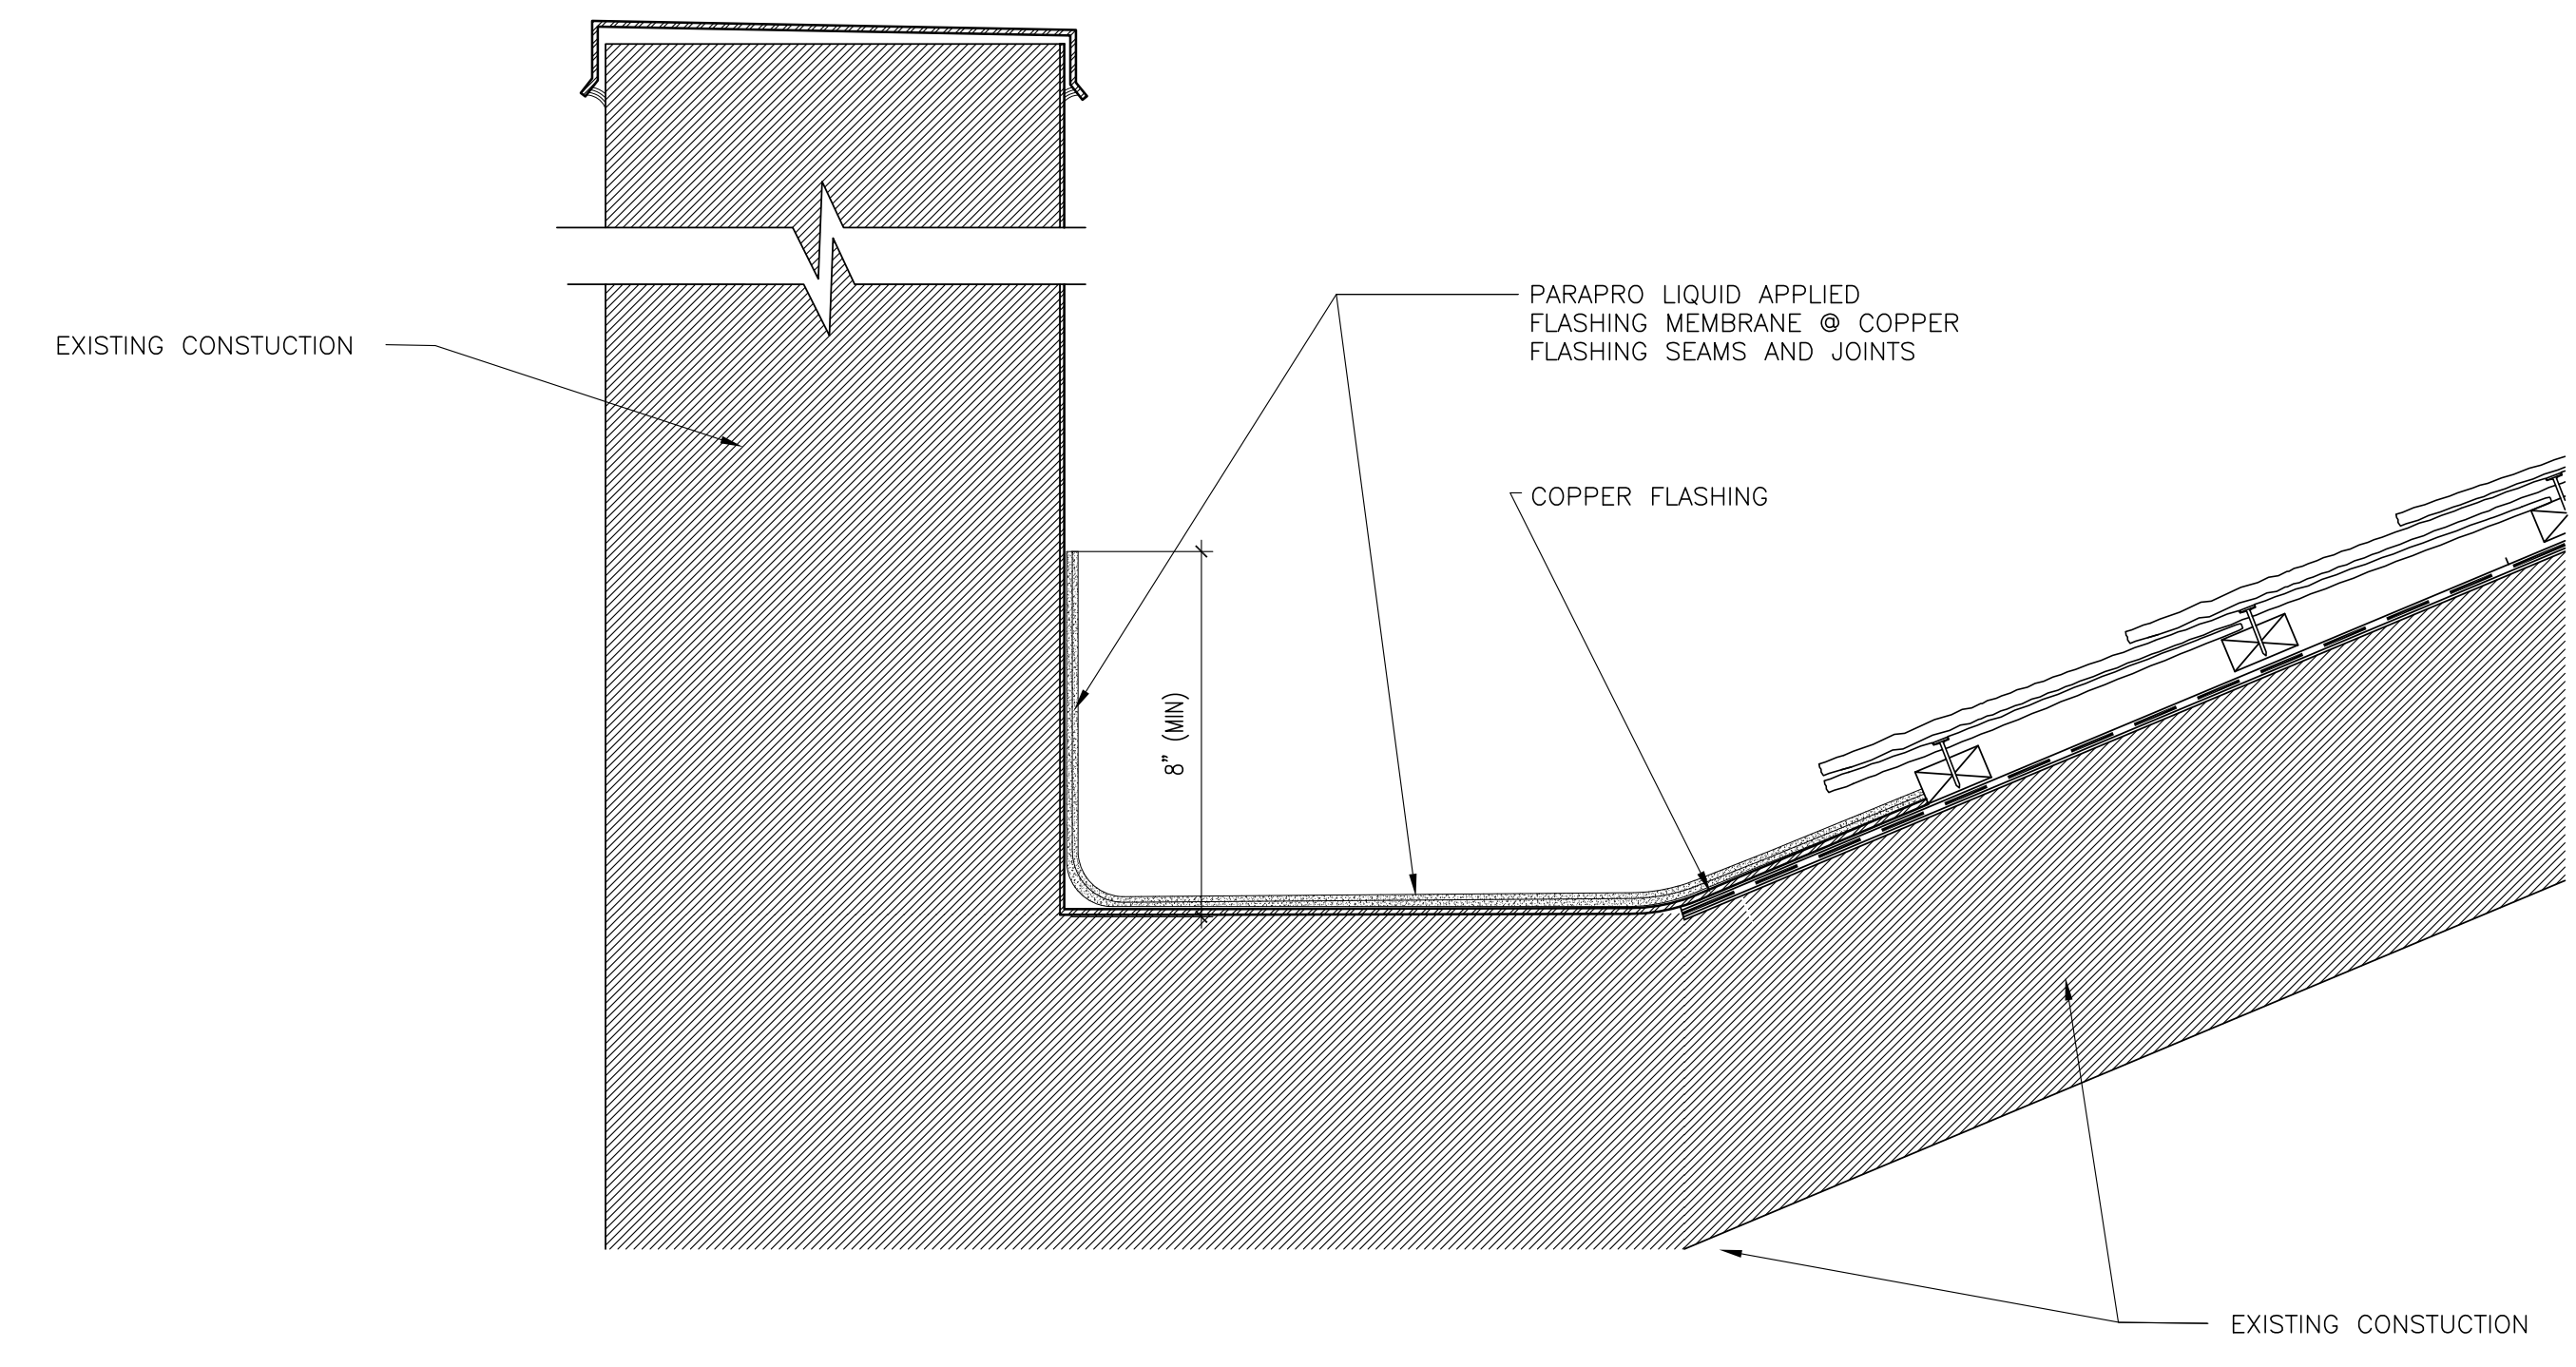 PARAPRO LIQUID APPLIED
FLASHING MEMBRANE @ COPPER
FLASHING SEAMS AND JOINTS
EXISTING CONSTUCTION
COPPER FLASHING
8" (MIN)
EXISTING CONSTUCTION